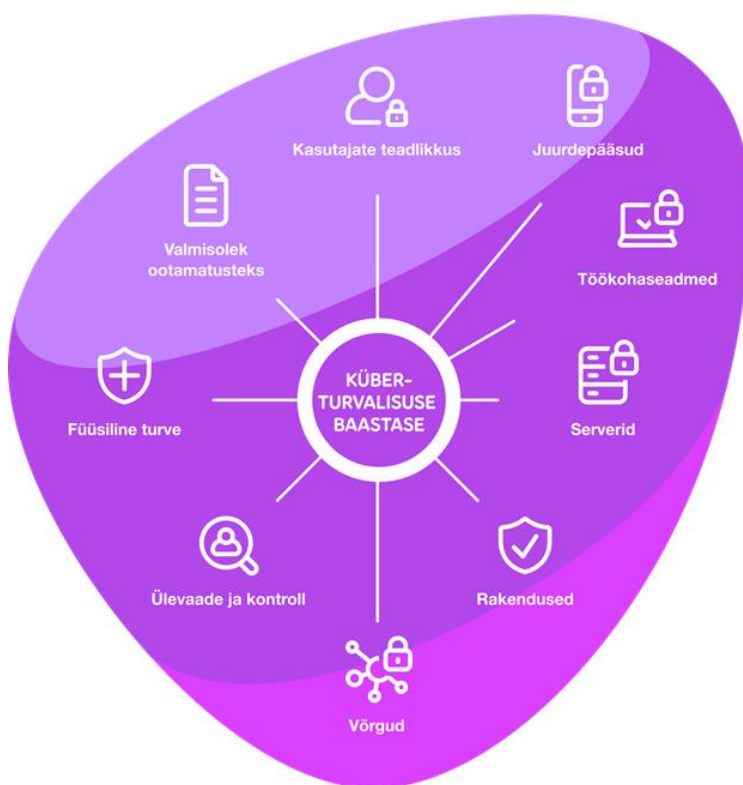 Kasutajate teadlikkus
Juurdepääsud
Valmisolek
ootamatusteks
Töökohaseadmed
KÜBER-
TURVALISUSE
BAASTASE
Füüsiline turve
Serverid
Ülevaade ja kontroll
Rakendused
Võrgud